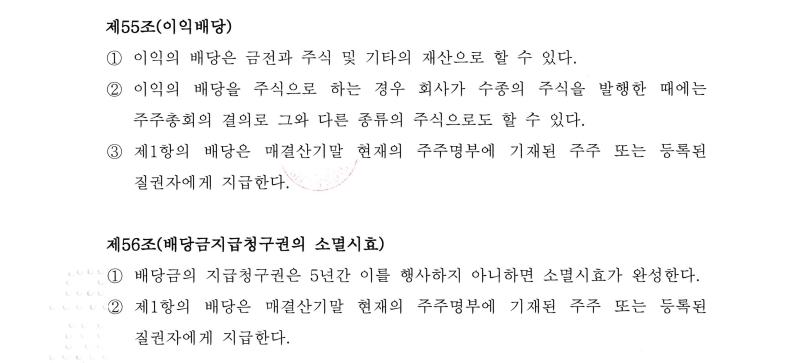 제55조(이익배당)
① 이익의 배당은 금전과 주식 및 기타의 재산으로 할 수 있다.
② 이익의 배당을 주식으로 하는 경우 회사가 수종의 주식을 발행한 때에는
주주총회의 결의로 그와 다른 종류의 주식으로도 할 수 있다.
③ 제1항의 배당은 매결산기말 현재의 주주명부에 기재된 주주 또는 등록된
질권자에게 지급한다.
제56조(배당금지급청구권의 소멸시효)
① 배당금의 지급청구권은 5년간 이를 행사하지 아니하면 소멸시효가 완성한다.
② 제1항의 배당은 매결산기말 현재의 주주명부에 기재된 주주 또는 등록된
질권자에게 지급한다.